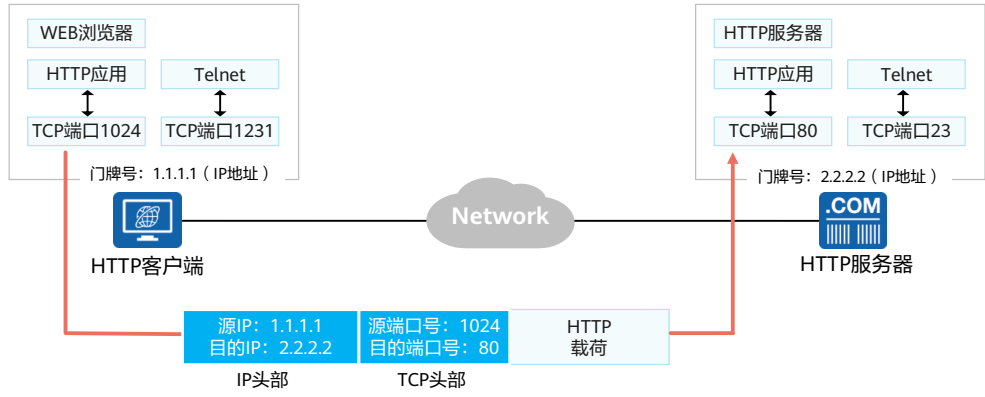 WEB浏览器
HTTP应用
Telnet
TCP端口1024
TCP端口1231
门牌号：1.1.1.1（IP地址）
HTTP客户端
Network
HTTP服务器
HTTP应用
Telnet
TCP端口80
TCP端口23
门牌号：2.2.2.2（IP地址）
.COM
HTTP服务器
源IP：1.1.1.1
目的IP：2.2.2.2
IP头部
源端口号：1024
目的端口号：80
TCP头部
HTTP
载荷